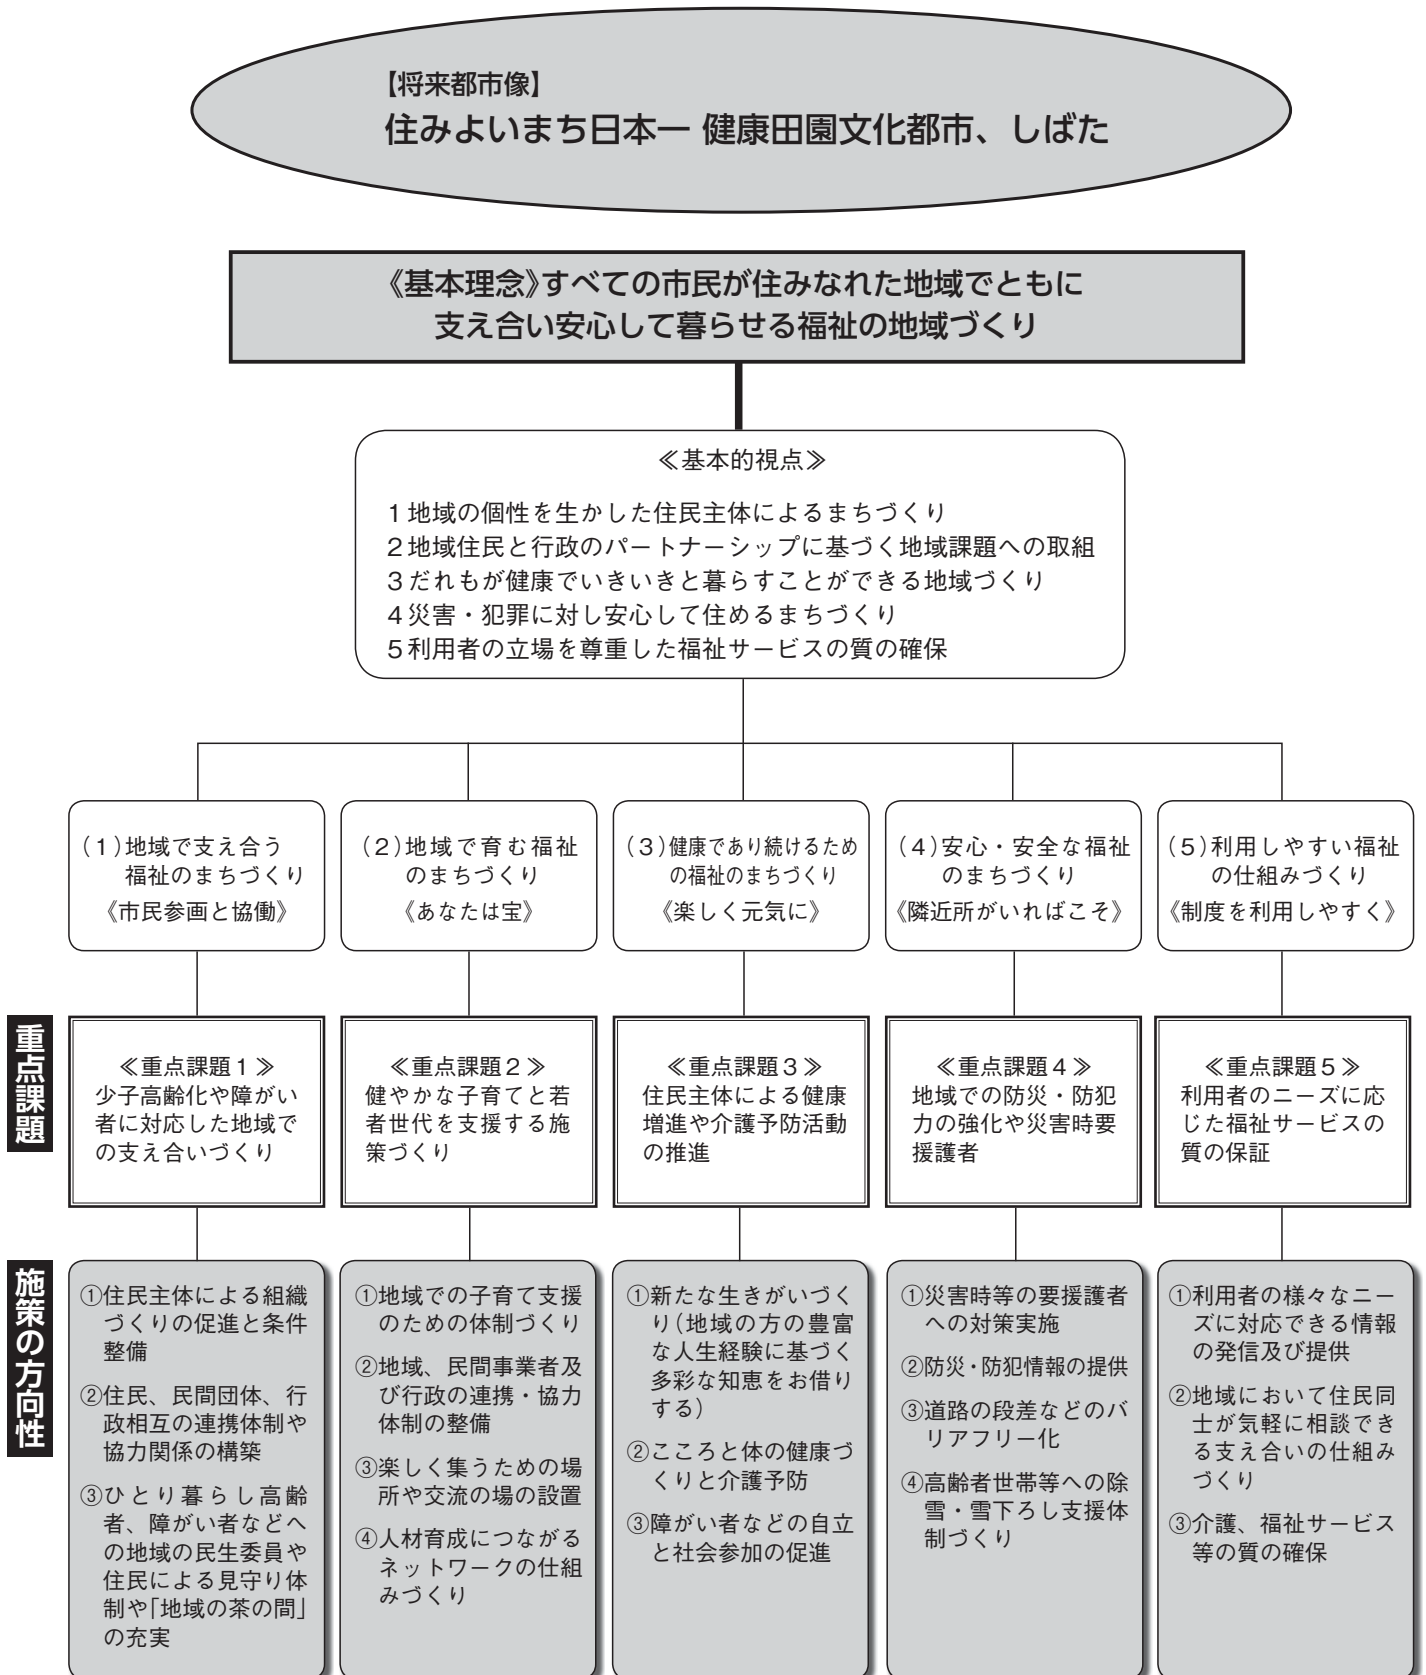 【将来都市像】
住みよいまち日本一 健康田園文化都市、しばた
《基本理念》すべての市民が住みなれた地域でともに
支え合い安心して暮らせる福祉の地域づくり
≪基本的視点≫
1地域の個性を生かした住民主体によるまちづくり
2地域住民と行政のパートナーシップに基づく地域課題への取組
3だれもが健康でいきいきと暮らすことができる地域づくり
4災害・犯罪に対し安心して住めるまちづくり
5利用者の立場を尊重した福祉サービスの質の確保
(1)地域で支え合う
福祉のまちづくり
《市民参画と協働》
(2)地域で育む福祉
のまちづくり
《あなたは宝》
(3)健康であり続けるため
の福祉のまちづくり
《楽しく元気に》
(4)安心・安全な福祉
のまちづくり
《隣近所がいればこそ》
(5)利用しやすい福祉
の仕組みづくり
《制度を利用しやすく》
重点課題
≪重点課題1≫
少子高齢化や障がい
者に対応した地域で
の支え合いづくり
≪重点課題2≫
健やかな子育てと若
者世代を支援する施
策づくり
≪重点課題3≫
住民主体による健康
増進や介護予防活動
の推進
≪重点課題4≫
地域での防災・防犯
力の強化や災害時要
援護者
≪重点課題5≫
利用者のニーズに応
じた福祉サービスの
質の保証
施策の方向性
①住民主体による組織
づくりの促進と条件
整備
②住民、民間団体、行
政相互の連携体制や
協力関係の構築
③ひとり暮らし高齢
者、障がい者などへ
の地域の民生委員や
住民による見守り体
制や「地域の茶の間」
の充実
①地域での子育て支援
のための体制づくり
②地域、民間事業者及
び行政の連携・協力
体制の整備
③楽しく集うための場
所や交流の場の設置
④人材育成につながる
ネットワークの仕組
みづくり
①新たな生きがいづく
り(地域の方の豊富
な人生経験に基づく
多彩な知恵をお借り
する)
②こころと体の健康づ
くりと介護予防
③障がい者などの自立
と社会参加の促進
①災害時等の要援護者
への対策実施
②防災・防犯情報の提供
③道路の段差などのバ
リアフリー化
④高齢者世帯等への除
雪・雪下ろし支援体
制づくり
①利用者の様々なニー
ズに対応できる情報
の発信及び提供
②地域において住民同
士が気軽に相談でき
る支え合いの仕組み
づくり
③介護、福祉サービス
等の質の確保